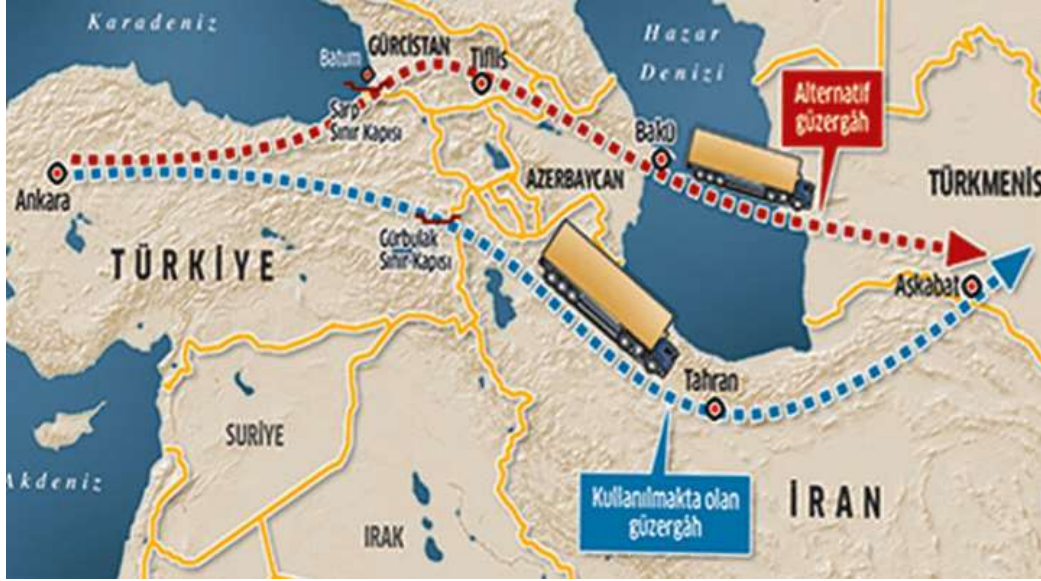 Karadeniz
Batum
GÜRCİSTAN
Tiflis
Hazar
Denizi
Alternatif
güzergâh
Sarp
Sınır Kapısı
Bakü
Ankara
AZERBAYCAN
TÜRKMENİS
Gürbulak
Sınır Kapısı
TÜRKİYE
Aşkabat
Tahran
SURİYE
Akdeniz
Kullanılmakta olan
güzergâh
İRAN
IRAK